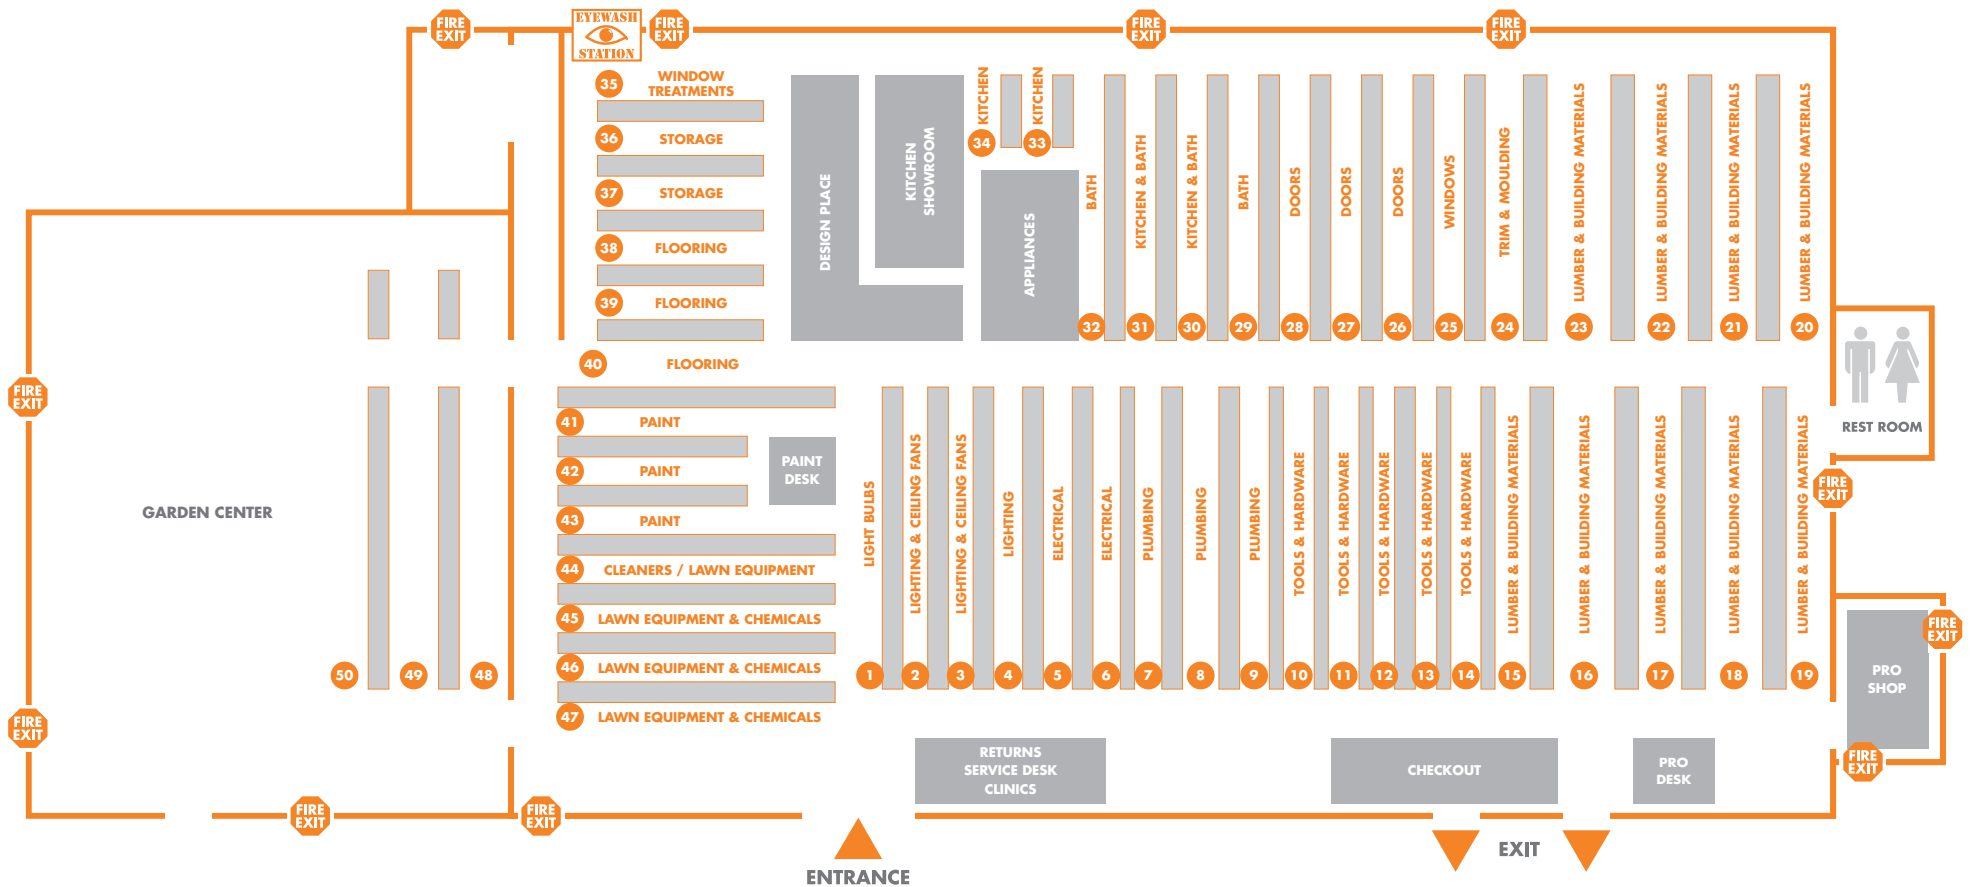 FIRE
EXIT
EYEWASH
STATION
FIRE
EXIT
FIRE
EXIT
FIRE
EXIT
35 WINDOW
TREATMENTS
36 STORAGE
37 STORAGE
38 FLOORING
39 FLOORING
40 FLOORING
DESIGN PLACE
KITCHEN
SHOWROOM
KITCHEN 34
KITCHEN 33
APPLIANCES
BATH 32
KITCHEN & BATH 31
KITCHEN & BATH 30
BATH 29
DOORS 28
DOORS 27
DOORS 26
WINDOWS 25
TRIM & MOULDING 24
LUMBER & BUILDING MATERIALS 23
LUMBER & BUILDING MATERIALS 22
LUMBER & BUILDING MATERIALS 21
LUMBER & BUILDING MATERIALS 20
REST ROOM
FIRE
EXIT
FIRE
EXIT
GARDEN CENTER
50
49
48
41 PAINT
42 PAINT
43 PAINT
PAINT
DESK
44 CLEANERS / LAWN EQUIPMENT
45 LAWN EQUIPMENT & CHEMICALS
46 LAWN EQUIPMENT & CHEMICALS
47 LAWN EQUIPMENT & CHEMICALS
LIGHT BULBS 1
LIGHTING & CEILING FANS 2
LIGHTING & CEILING FANS 3
LIGHTING 4
ELECTRICAL 5
ELECTRICAL 6
PLUMBING 7
PLUMBING 8
PLUMBING 9
TOOLS & HARDWARE 10
TOOLS & HARDWARE 11
TOOLS & HARDWARE 12
TOOLS & HARDWARE 13
TOOLS & HARDWARE 14
LUMBER & BUILDING MATERIALS 15
LUMBER & BUILDING MATERIALS 16
LUMBER & BUILDING MATERIALS 17
LUMBER & BUILDING MATERIALS 18
LUMBER & BUILDING MATERIALS 19
FIRE
EXIT
PRO
SHOP
FIRE
EXIT
FIRE
EXIT
RETURNS
SERVICE DESK
CLINICS
CHECKOUT
PRO
DESK
FIRE
EXIT
FIRE
EXIT
ENTRANCE
EXIT